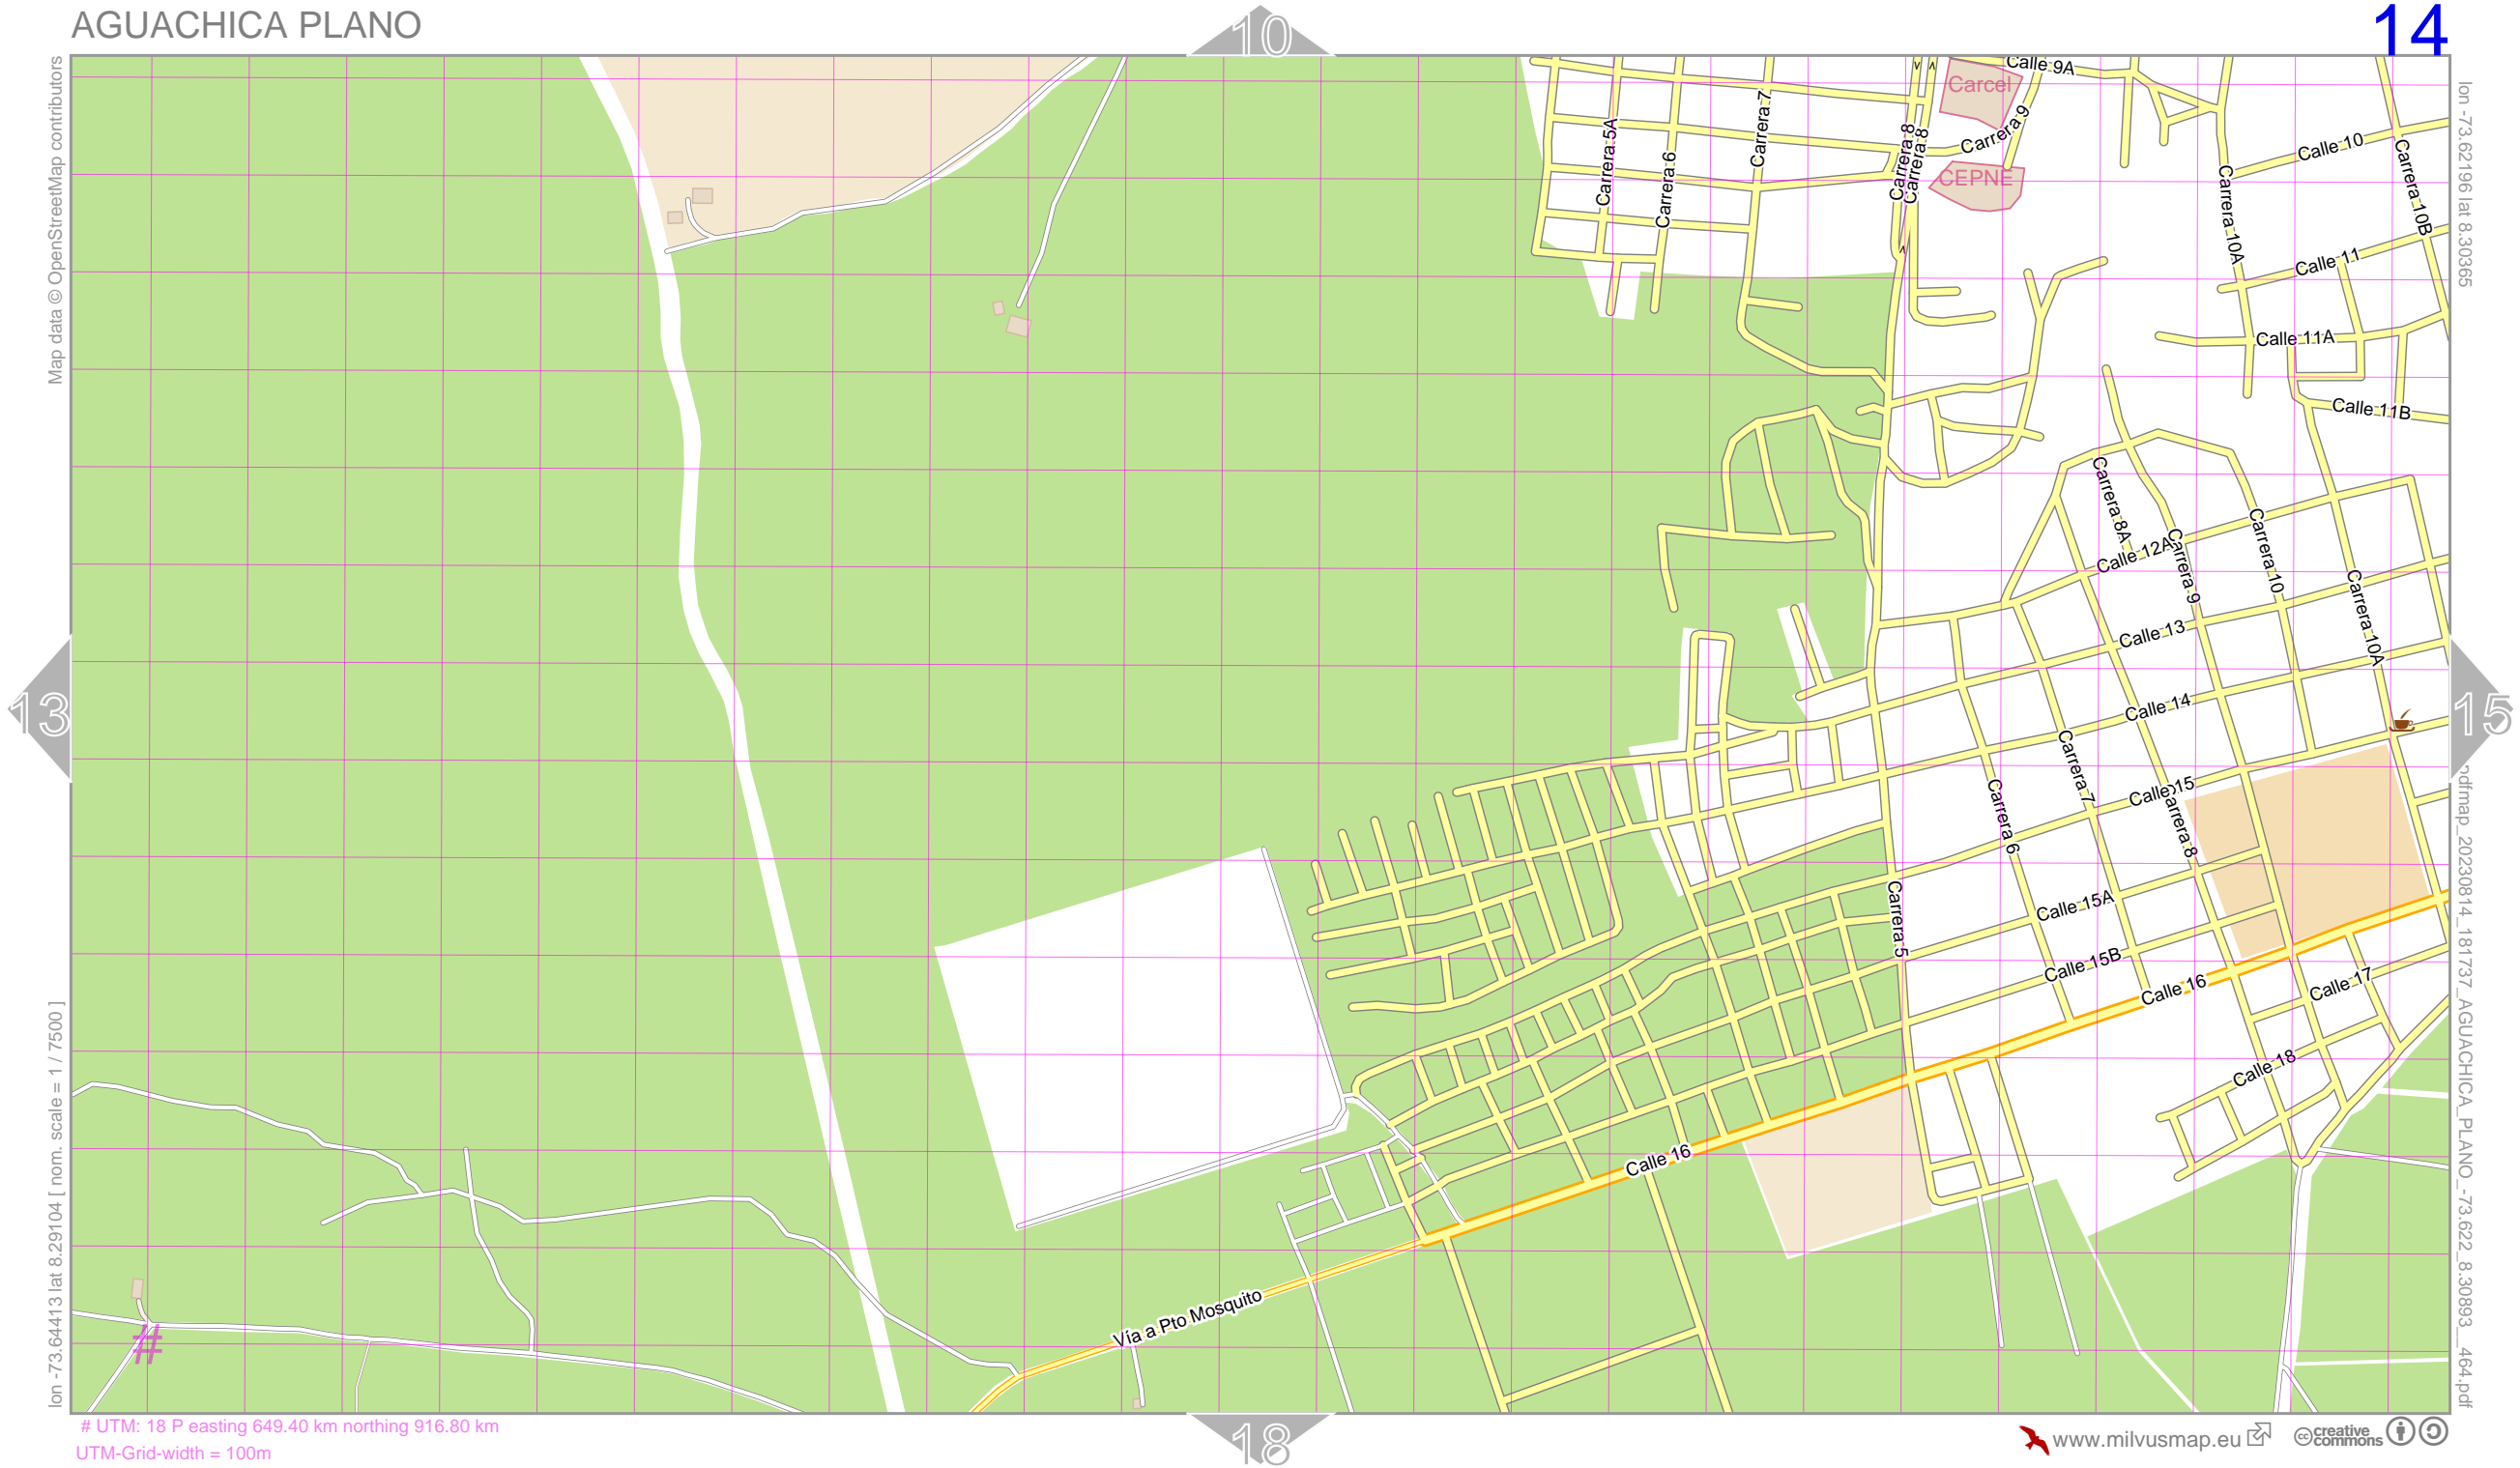 AGUACHICA PLANO
10
14
Map data © OpenStreetMap contributors
lon -73.62196 lat 8.30365
Calle 9A
Carcel
Carrera 9
Carrera 7
Carrera 5A
Carrera 6
Carrera 8
Carrera 8
CEPNE
Calle 10
Carrera 10A
Carrera 10B
Calle 11
Calle 11A
Calle 11B
Carrera 8A
Calle 12A
Carrera 9
Carrera 10
Carrera 10A
Calle 13
Calle 14
13
15
Carrera 7
Calle 15
Carrera 6
Carrera 8
Carrera 5
Calle 15A
Calle 15B
Calle 16
Calle 17
Calle 18
Calle 16
Vía a Pto Mosquito
lon -73.64413 lat 8.29104 [ nom. scale = 1 / 7500 ]
pdfmap_20230814_181737_AGUACHICA_PLANO_-73.622_8.30893__464.pdf
#
# UTM: 18 P easting 649.40 km northing 916.80 km
UTM-Grid-width = 100m
18
www.milvusmap.eu
cc creative commons